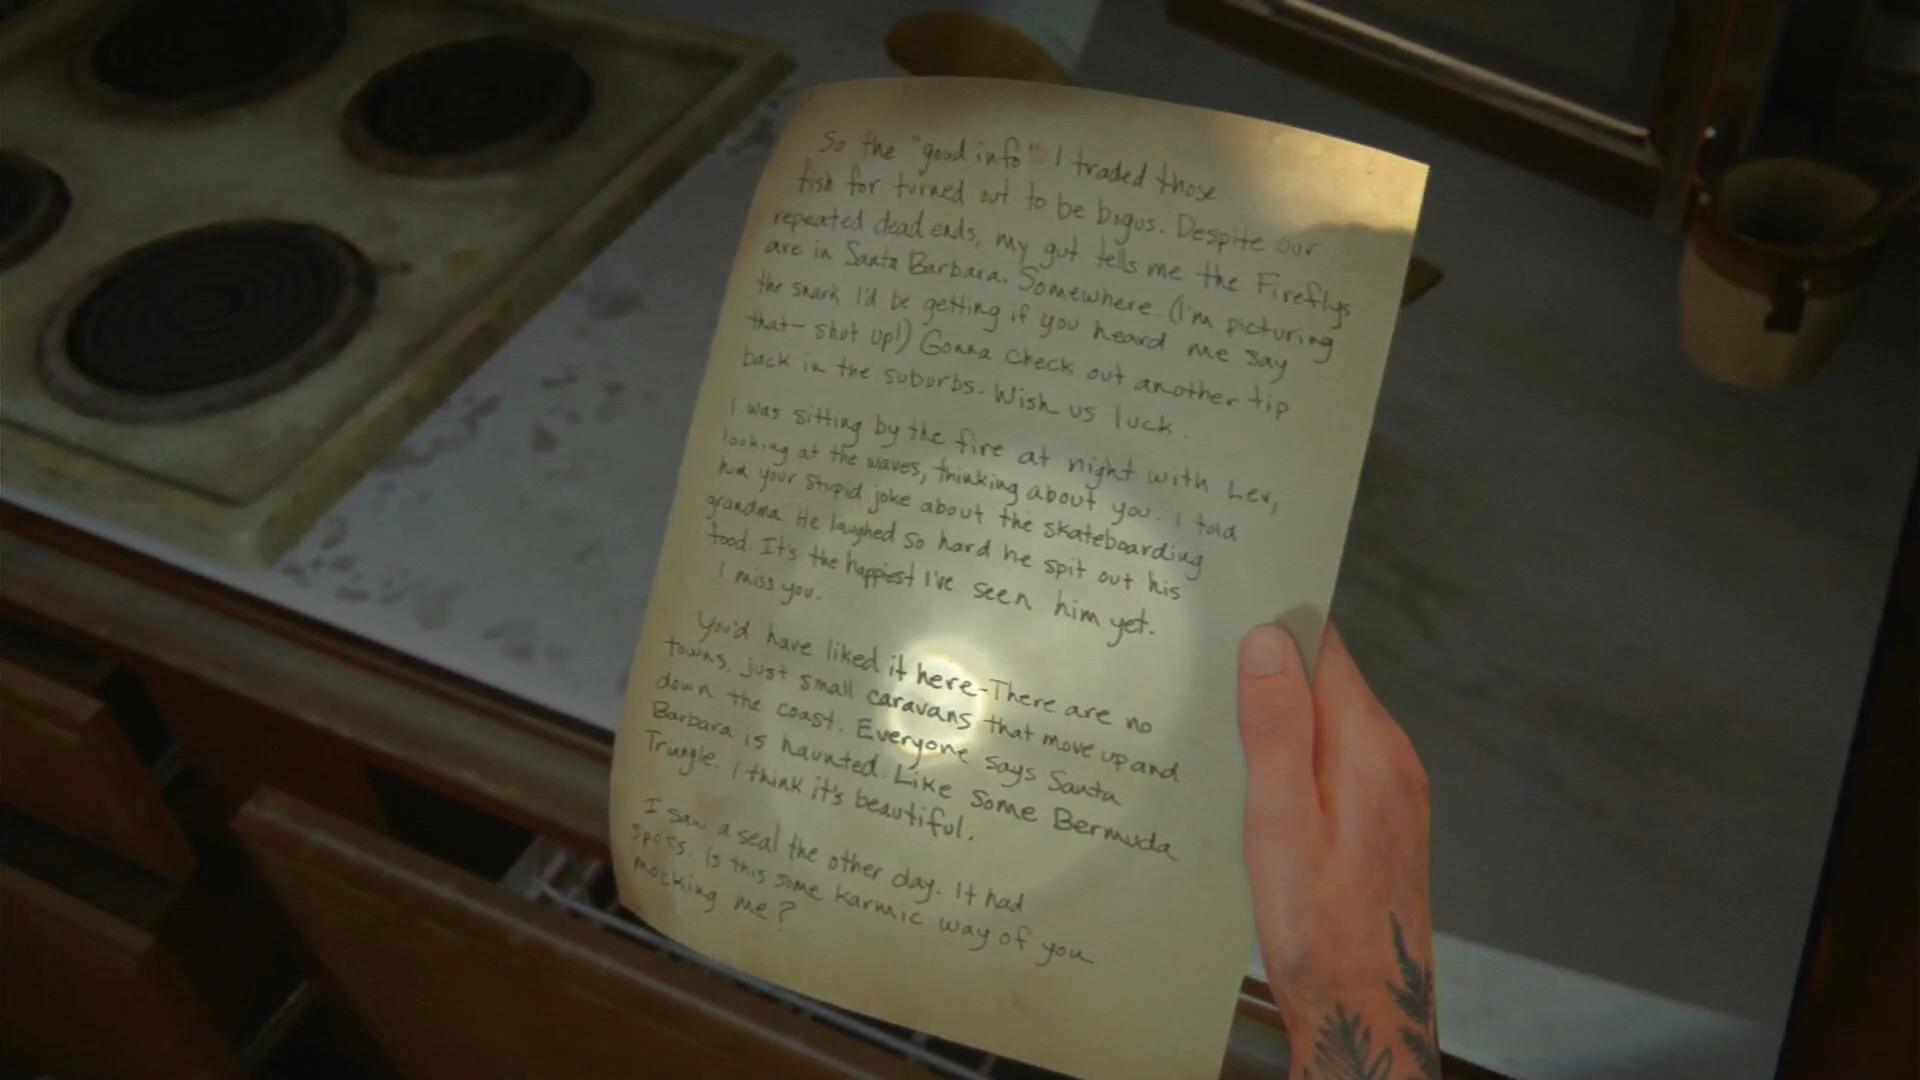 So the "good info" I traded those
fish for turned out to be bogus. Despite our
repeated dead ends, my gut tells me the Fireflys
are in Santa Barbara. Somewhere. (I'm picturing
the snark I'd be getting if you heard me say
that- shut up!) Gonna check out another tip
back in the suburbs. Wish us luck.
I was sitting by the fire at night with Lev,
looking at the waves, thinking about you. I told
him your stupid joke about the skateboarding
grandma. He laughed so hard he spit out his
food. It's the happiest I've seen him yet.
I miss you.
You'd have liked it here-There are no
towns, just small caravans that move up and
down the coast. Everyone says Santa
Barbara is haunted. Like some Bermuda
Triangle. I think it's beautiful.
I saw a seal the other day. It had
spots. Is this some karmic way of you
mocking me?